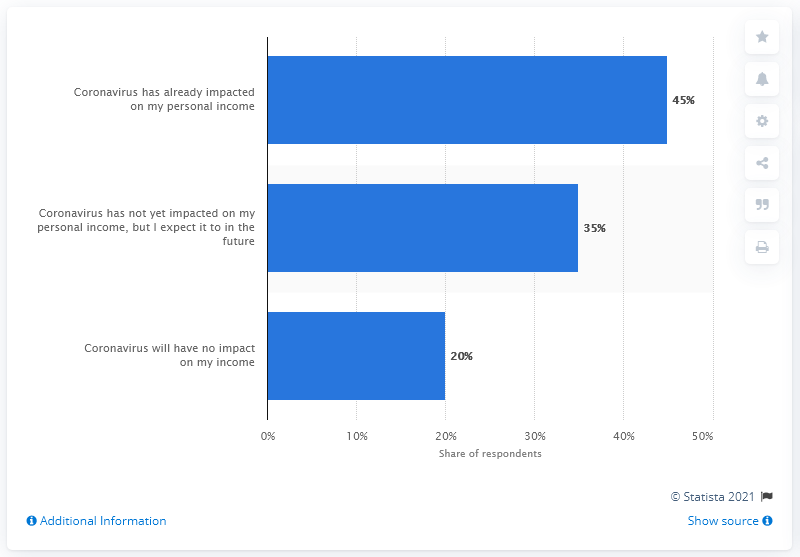 Coronavirus has already impacted
on my personal income
45%
Coronavirus has not yet impacted on my
personal income, but I expect it to in the
future
35%
Coronavirus will have no impact
on my income
20%
0%
10%
20%
30%
40%
50%
Share of respondents
© Statista 2021
Additional Information
Show source